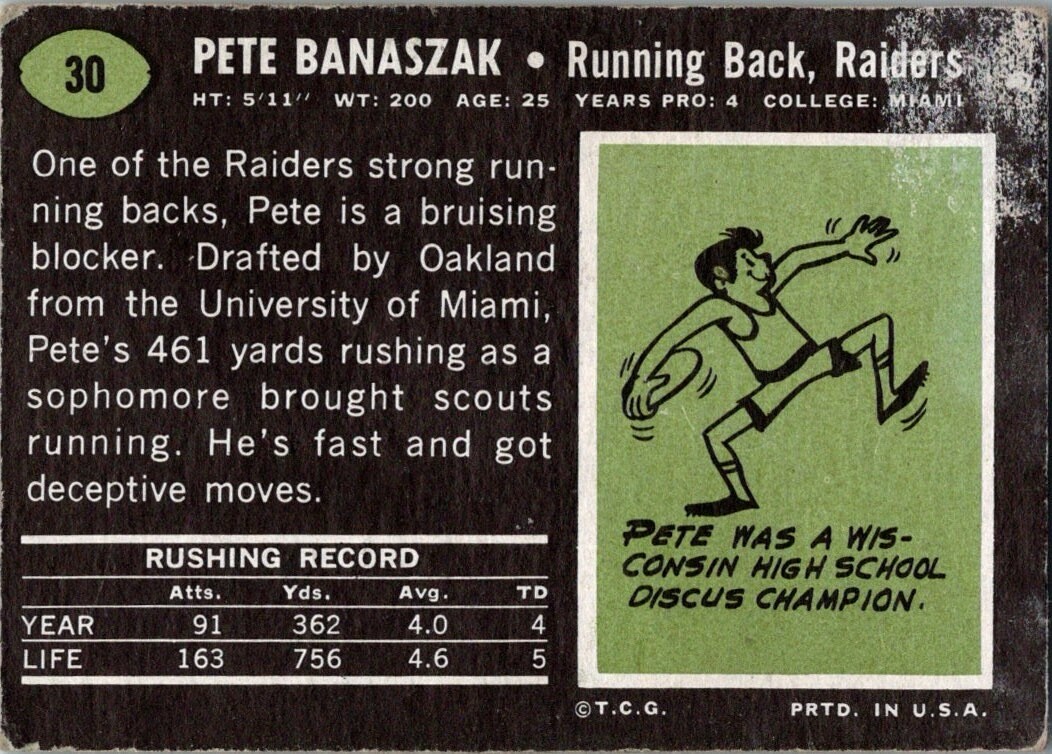 30
PETE BANASZAK • Running Back, Raiders
HT: 5'11" WT: 200 AGE: 25 YEARS PRO: 4 COLLEGE: MIAMI
One of the Raiders strong run-
ning backs, Pete is a bruising
blocker. Drafted by Oakland
from the University of Miami,
Pete's 461 yards rushing as a
sophomore brought scouts
running. He's fast and got
deceptive moves.
RUSHING RECORD
Atts. Yds. Avg. TD
YEAR 91 362 4.0 4
LIFE 163 756 4.6 5
PETE WAS A WIS-
CONSIN HIGH SCHOOL
DISCUS CHAMPION.
©T.C.G. PRTD. IN U.S.A.